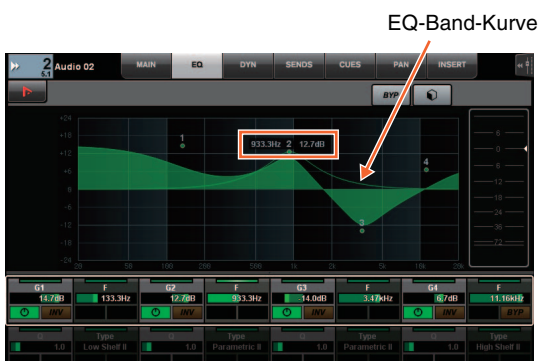 EQ-Band-Kurve
2 Audio 02 MAIN EQ DYN SENDS CUES PAN INSERT
5.1
BYP
+24
+18
+12
+6
0
-6
-12
-18
-24
1
933.3Hz 2 12.7dB
3
4
20 50 100 200 500 1k 2k 5k 10k 20k
6
0
6
12
18
24
36
72
G1 F G2 F G3 F G4 F
14.7dB 133.3Hz 12.7dB 933.3Hz -14.0dB 3.47kHz 6.7dB 11.16kHz
INV INV INV BYP
Q Type Q Type Q Type Q Type
1.0 Low Shelf II 1.0 Parametric II 1.0 Parametric II 1.0 High Shelf II